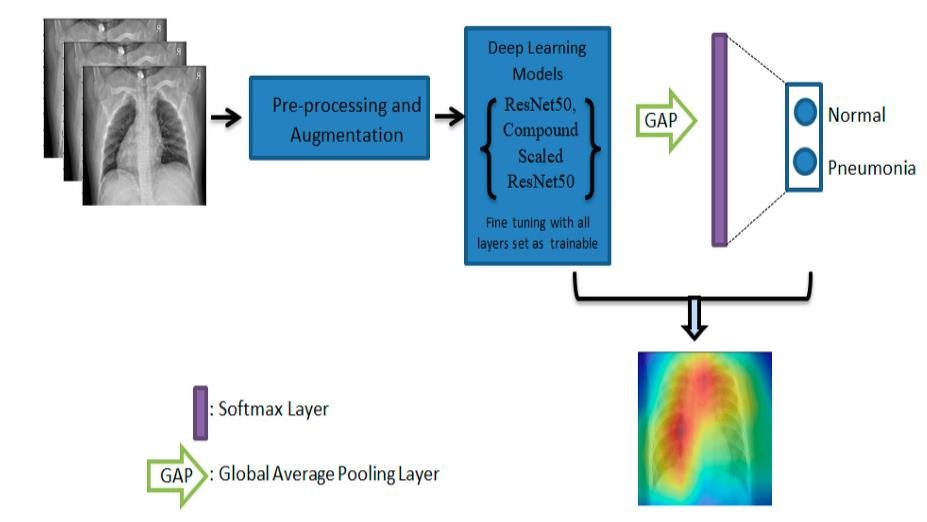 Pre-processing and
Augmentation
Deep Learning
Models
ResNet50,
Compound
Scaled
ResNet50
Fine tuning with all
layers set as trainable
GAP
Normal
Pneumonia
: Softmax Layer
GAP
: Global Average Pooling Layer